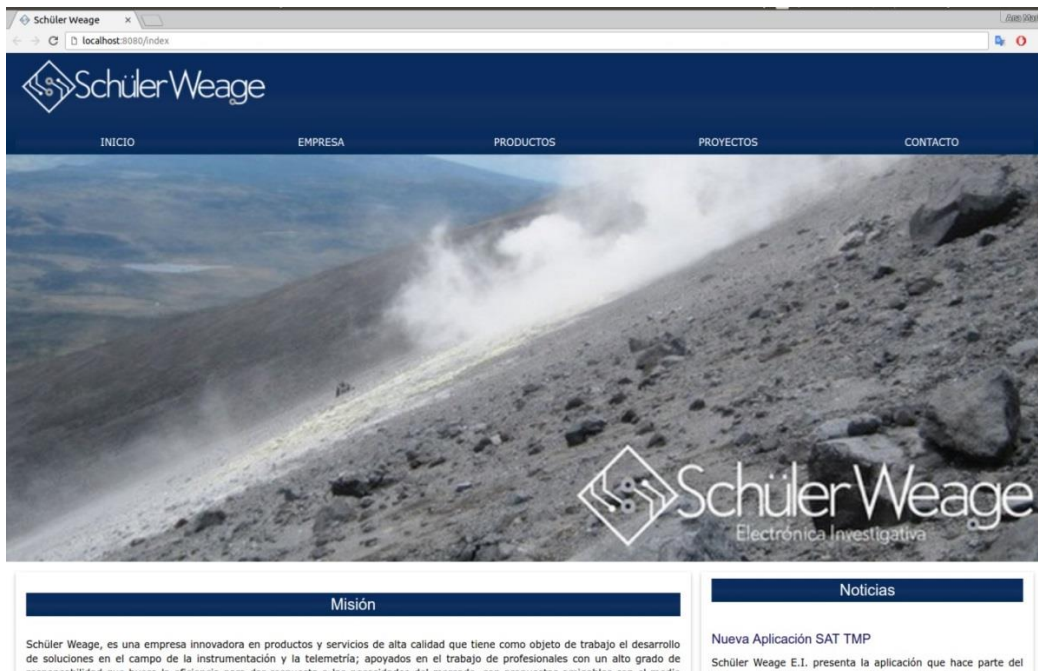 Schüler Weage
Ana Mar
localhost:8080/index
Schüler Weage
INICIO EMPRESA PRODUCTOS PROYECTOS CONTACTO
Schüler Weage
Electrónica Investigativa
Misión
Schüler Weage, es una empresa innovadora en productos y servicios de alta calidad que tiene como objeto de trabajo el desarrollo
de soluciones en el campo de la instrumentación y la telemetría; apoyados en el trabajo de profesionales con un alto grado de
Noticias
Nueva Aplicación SAT TMP
Schüler Weage E.I. presenta la aplicación que hace parte del